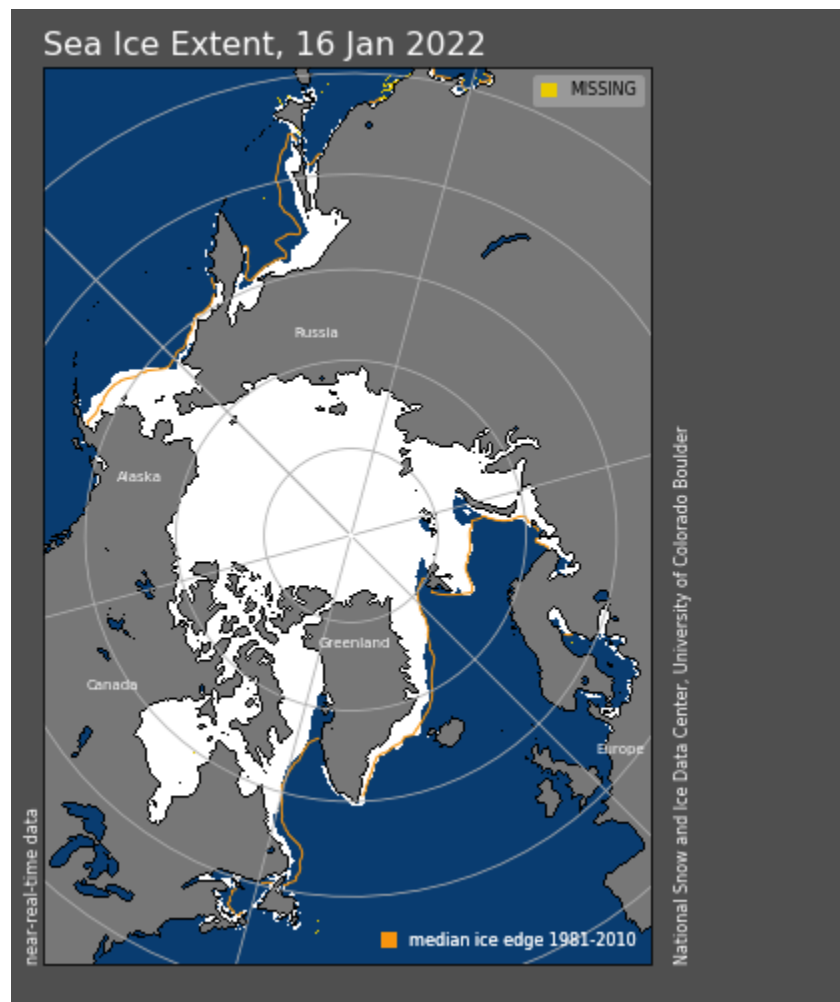 Sea Ice Extent, 16 Jan 2022
MISSING
Russia
Alaska
Greenland
Canada
Europe
near-real-time data
median ice edge 1981-2010
National Snow and Ice Data Center, University of Colorado Boulder